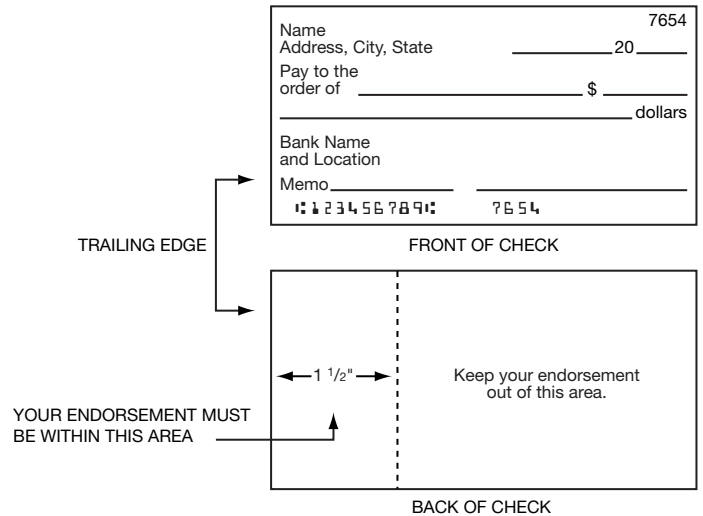 7654
Name
Address, City, State 20
Pay to the
order of $
dollars
Bank Name
and Location
Memo
⑆123456789⑆ 7654
TRAILING EDGE
FRONT OF CHECK
1 1/2"
Keep your endorsement
out of this area.
YOUR ENDORSEMENT MUST
BE WITHIN THIS AREA
BACK OF CHECK